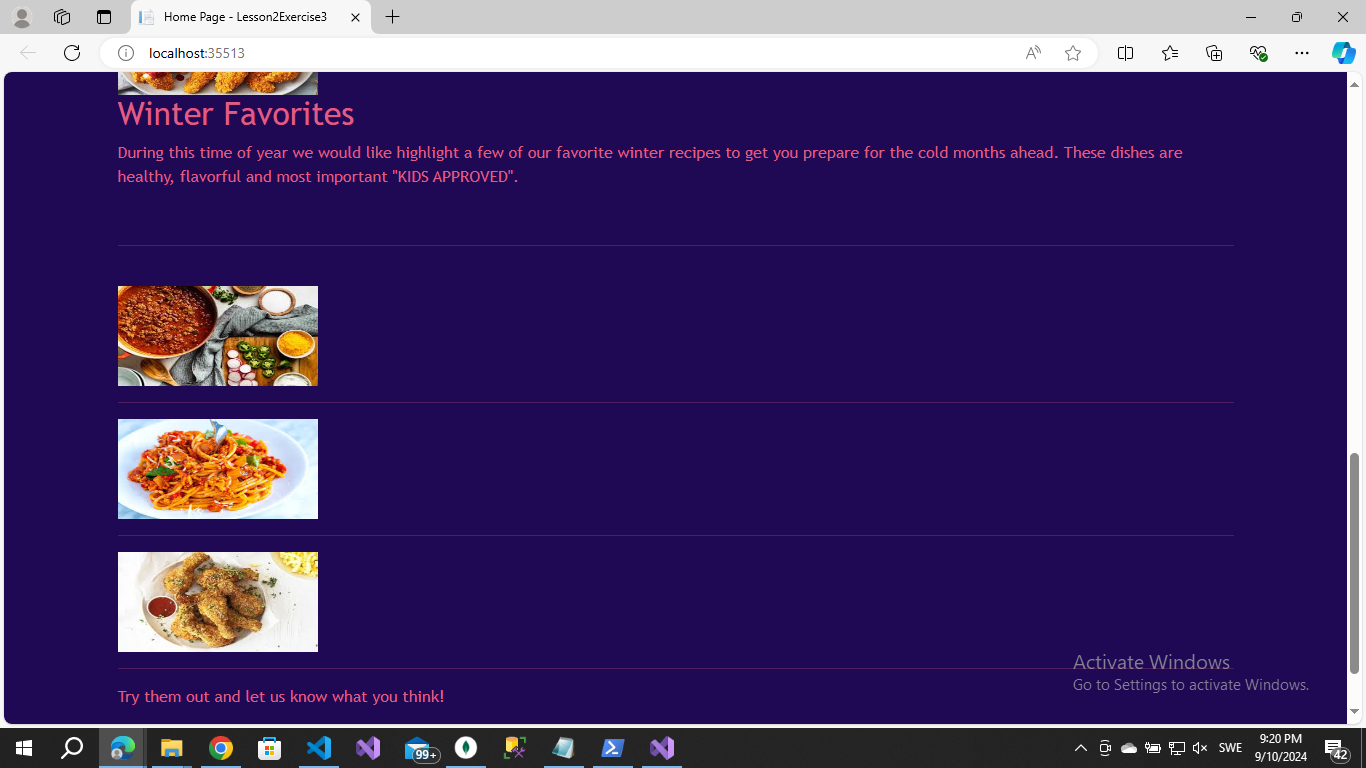 Home Page - Lesson2Exercise3
localhost:35513
Winter Favorites
During this time of year we would like highlight a few of our favorite winter recipes to get you prepare for the cold months ahead. These dishes are
healthy, flavorful and most important "KIDS APPROVED".
Try them out and let us know what you think!
Activate Windows
Go to Settings to activate Windows.
99+
SWE
9:20 PM
9/10/2024
42